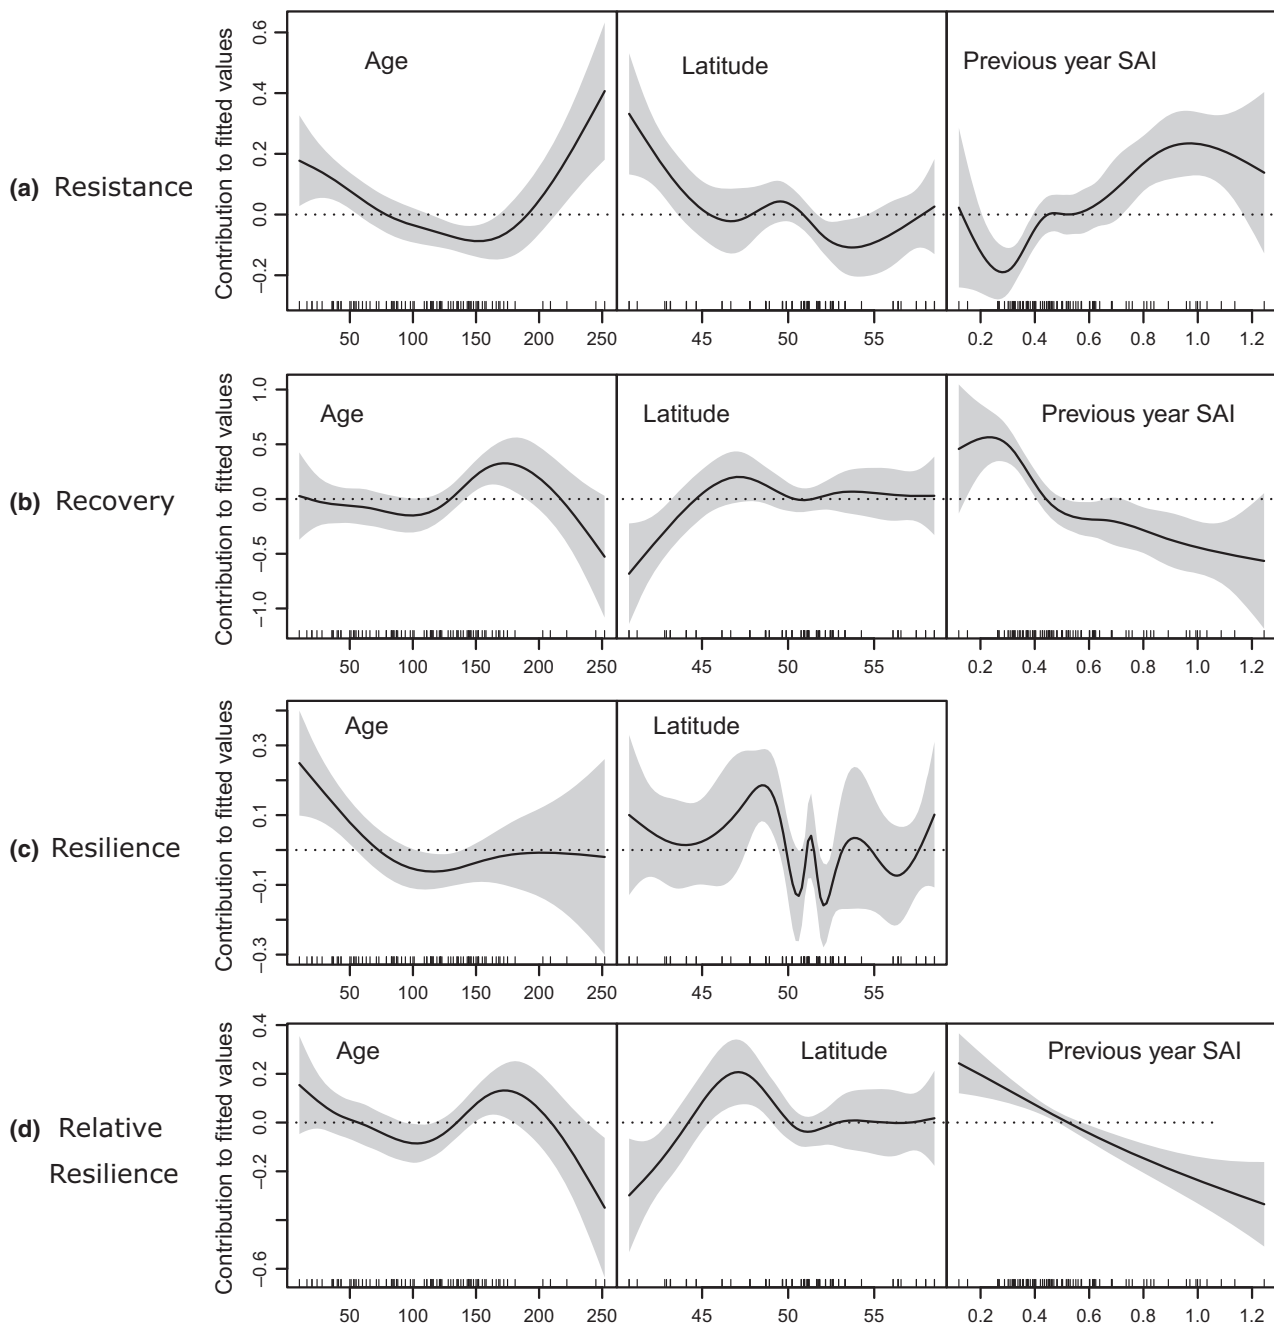 Contribution to fitted values
0.6
0.4
0.2
0.0
−0.2
Age
Latitude
Previous year SAI
(a) Resistance
50 100 150 200 250 45 50 55 0.2 0.4 0.6 0.8 1.0 1.2
Contribution to fitted values
1.0
0.5
0.0
−0.5
−1.0
Age
Latitude
Previous year SAI
(b) Recovery
50 100 150 200 250 45 50 55 0.2 0.4 0.6 0.8 1.0 1.2
Contribution to fitted values
0.3
0.1
−0.1
−0.3
Age
Latitude
(c) Resilience
50 100 150 200 250 45 50 55
Contribution to fitted values
0.4
0.2
0.0
−0.2
−0.6
Age
Latitude
Previous year SAI
(d) Relative
Resilience
50 100 150 200 250 45 50 55 0.2 0.4 0.6 0.8 1.0 1.2